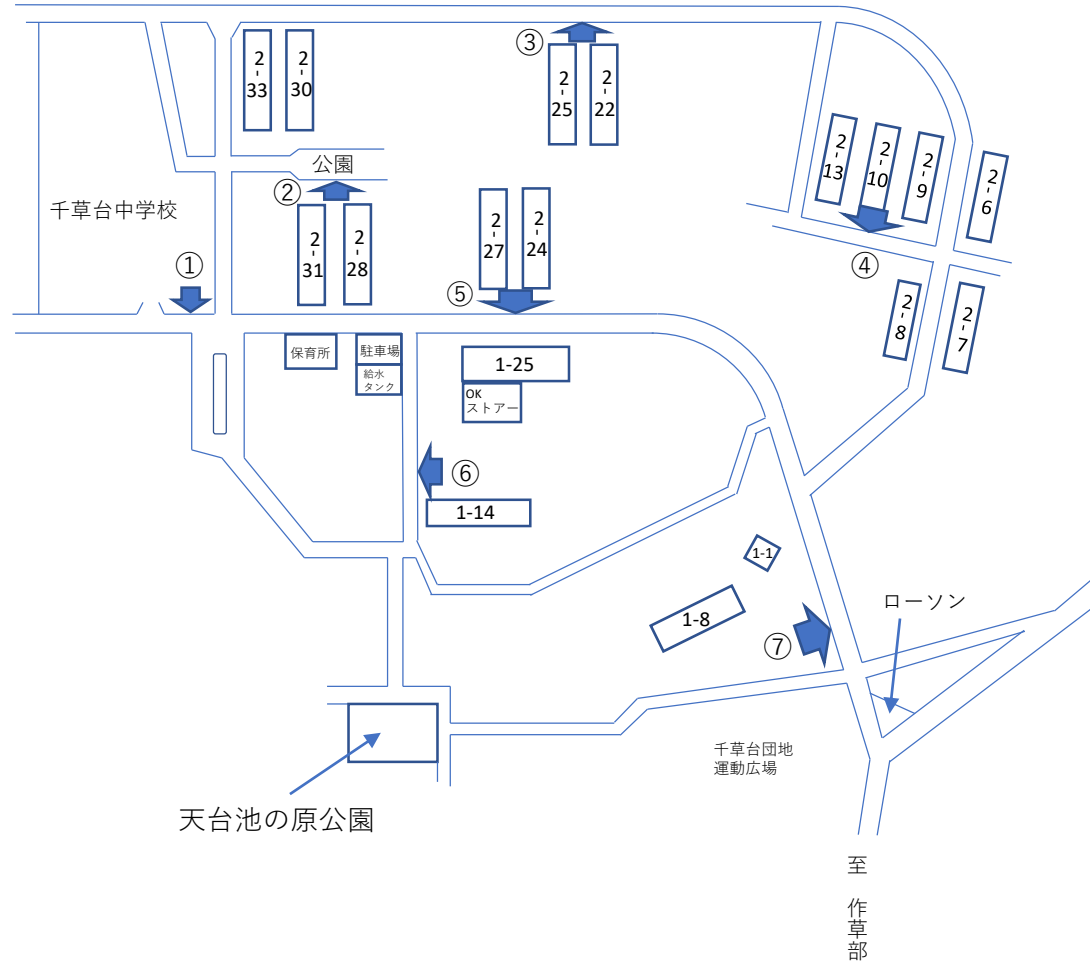 ③
2-33
2-30
2-25
2-22
2-13
2-10
2-9
2-6
公園
②
千草台中学校
2-31
2-28
2-27
2-24
①
④
⑤
2-8
2-7
保育所
駐車場
給水
タンク
1-25
OK
ストアー
⑥
1-14
1-1
1-8
⑦
ローソン
千草台団地
運動広場
天台池の原公園
至 作草部